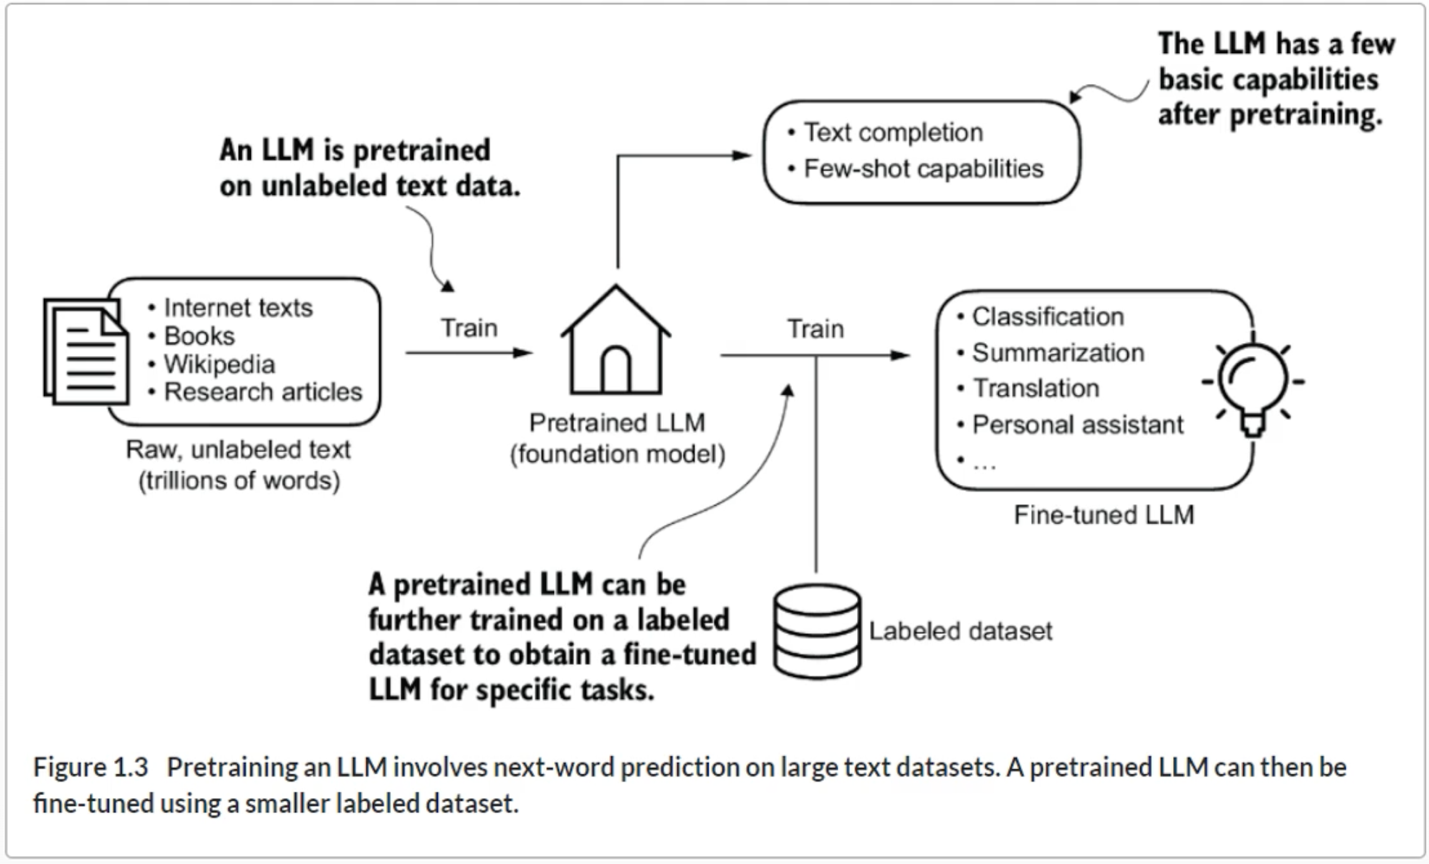 The LLM has a few
basic capabilities
after pretraining.
• Text completion
• Few-shot capabilities
An LLM is pretrained
on unlabeled text data.
• Internet texts
• Books
• Wikipedia
• Research articles
Raw, unlabeled text
(trillions of words)
Train
Pretrained LLM
(foundation model)
Train
• Classification
• Summarization
• Translation
• Personal assistant
• ...
Fine-tuned LLM
A pretrained LLM can be
further trained on a labeled
dataset to obtain a fine-tuned
LLM for specific tasks.
Labeled dataset
Figure 1.3 Pretraining an LLM involves next-word prediction on large text datasets. A pretrained LLM can then be
fine-tuned using a smaller labeled dataset.